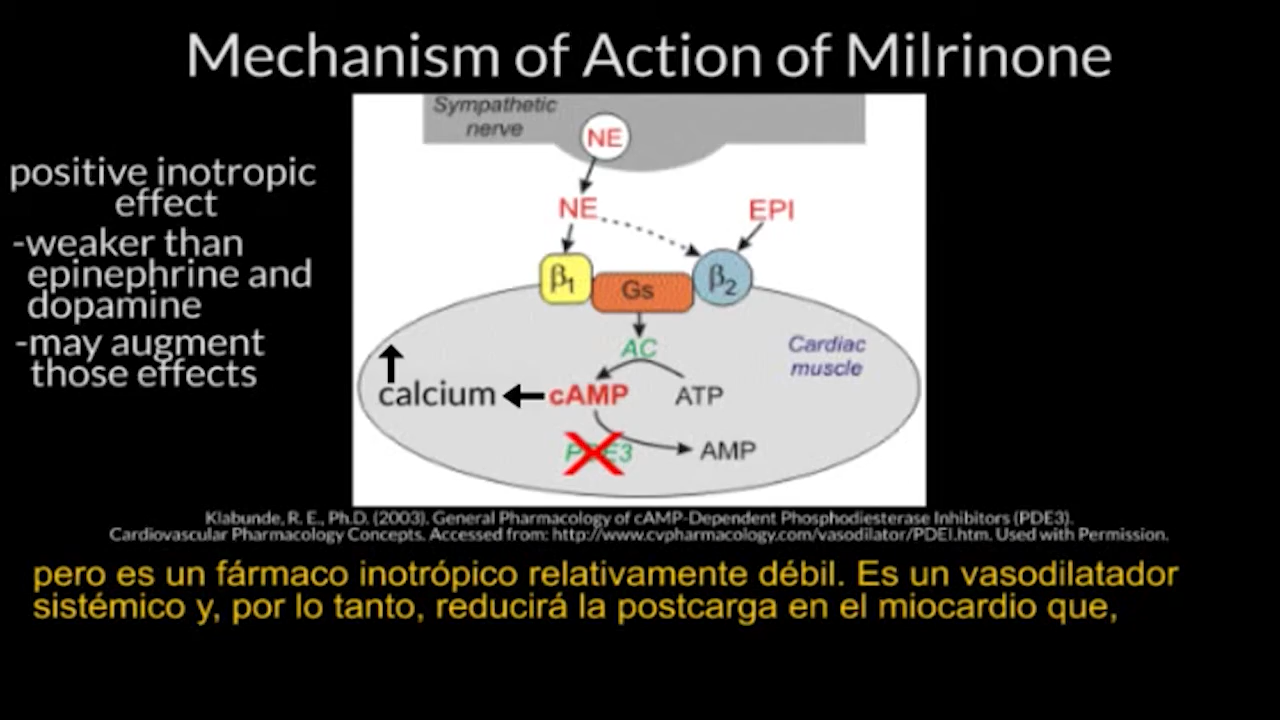 Mechanism of Action of Milrinone
positive inotropic
effect
-weaker than
epinephrine and
dopamine
-may augment
those effects
Sympathetic
nerve
NE
NE
EPI
β1
Gs
β2
AC
Cardiac
muscle
calcium
cAMP
ATP
PDE3
AMP
Klabunde, R. E., Ph.D. (2003). General Pharmacology of cAMP-Dependent Phosphodiesterase Inhibitors (PDE3).
Cardiovascular Pharmacology Concepts. Accessed from: http://www.cvpharmacology.com/vasodilator/PDEI.htm. Used with Permission.
pero es un fármaco inotrópico relativamente débil. Es un vasodilatador
sistémico y, por lo tanto, reducirá la postcarga en el miocardio que,